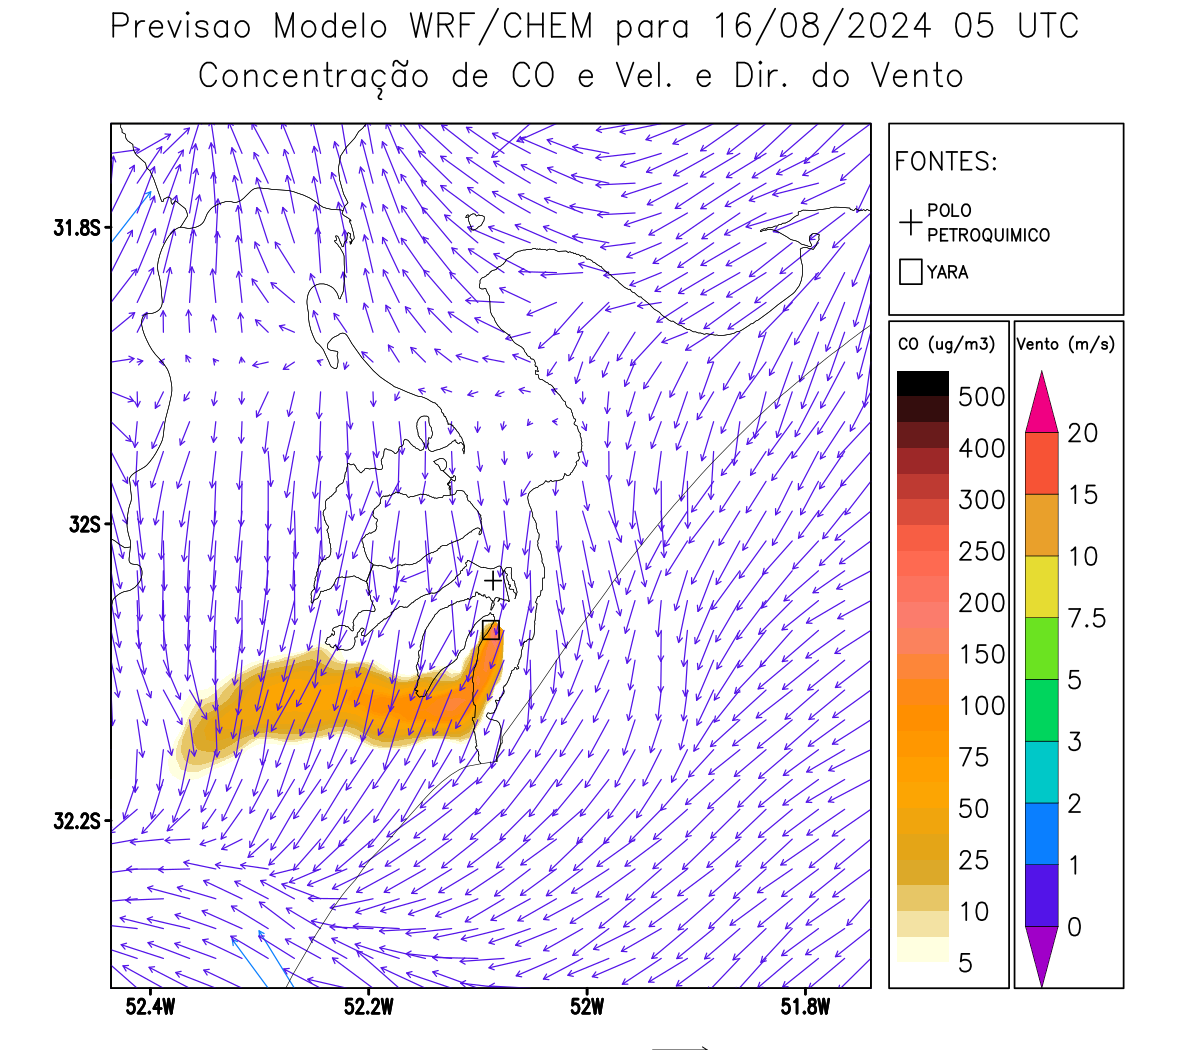 Previsao Modelo WRF/CHEM para 16/08/2024 05 UTC
Concentração de CO e Vel. e Dir. do Vento
FONTES:
POLO
PETROQUIMICO
YARA
CO (ug/m3)
500
400
300
250
200
150
100
75
50
25
10
5
Vento (m/s)
20
15
10
7.5
5
3
2
1
0
31.8S
32S
32.2S
52.4W
52.2W
52W
51.8W